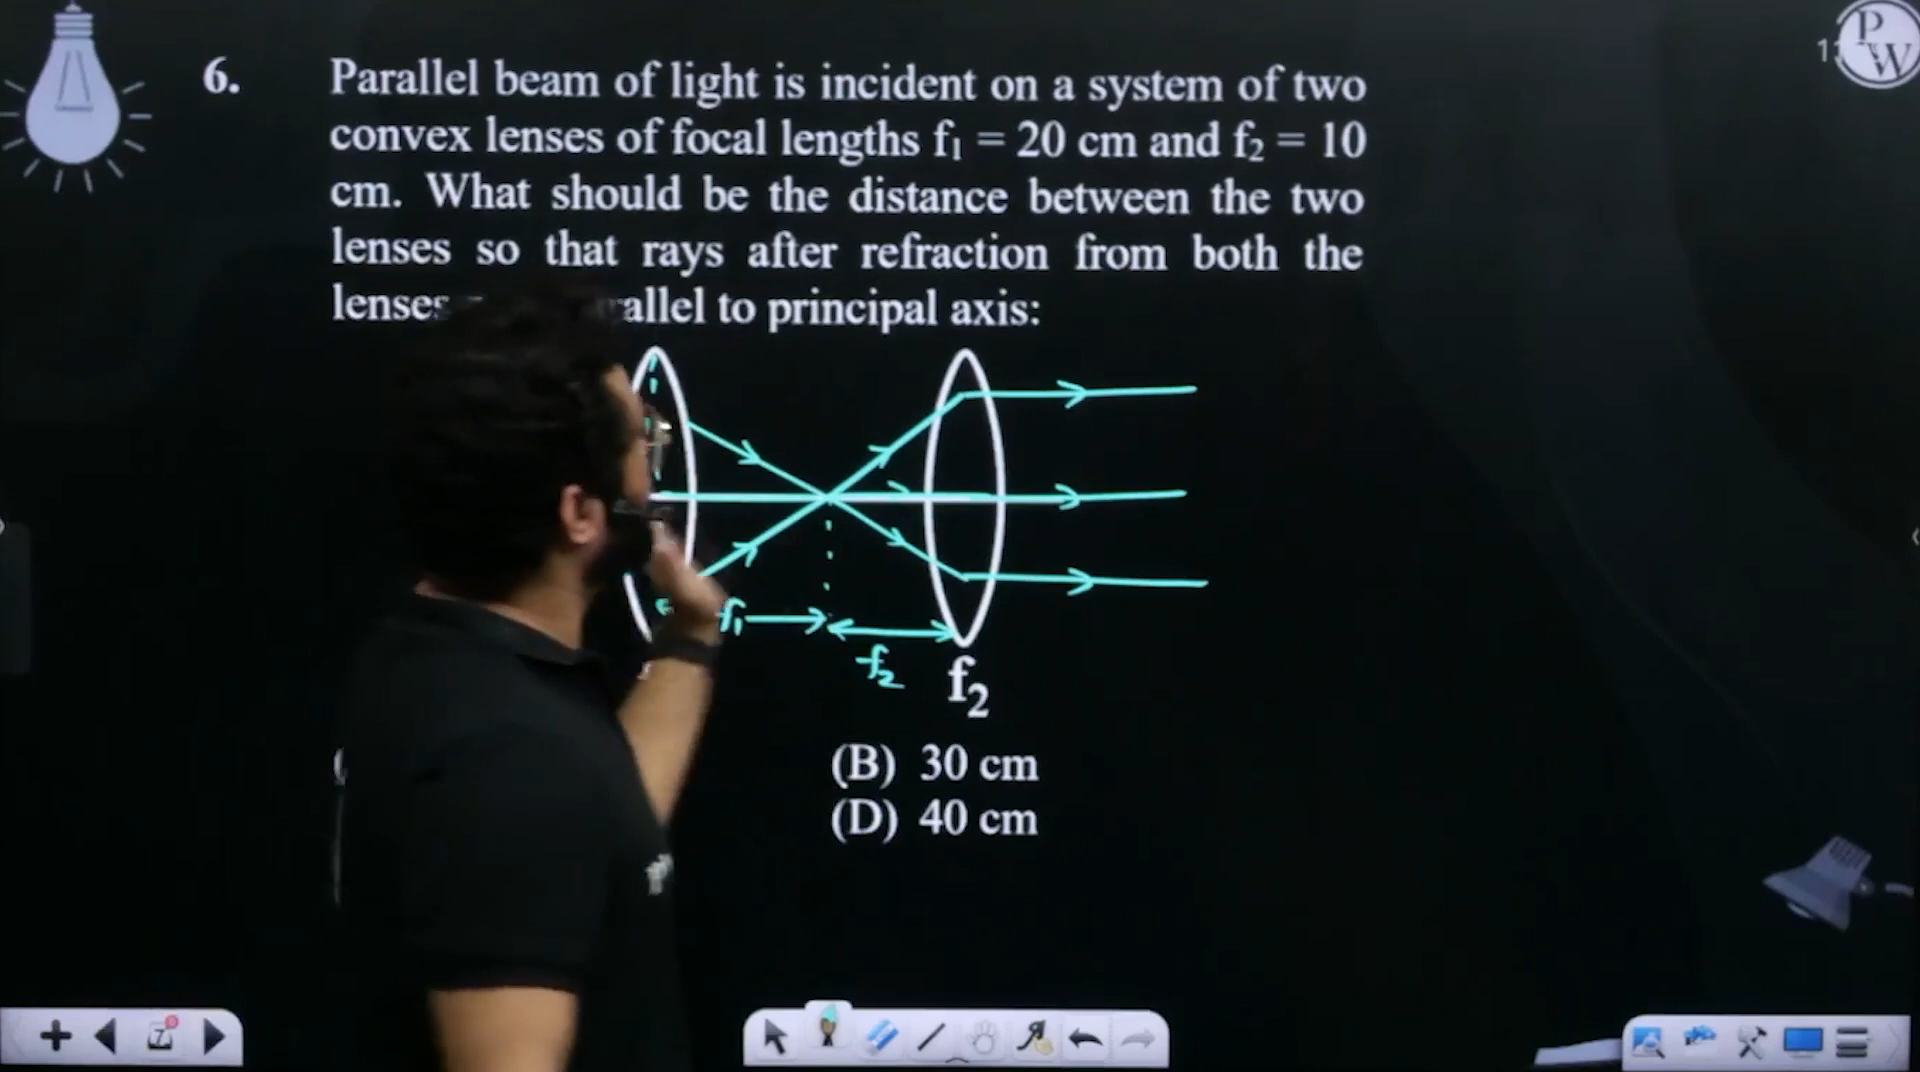 6. Parallel beam of light is incident on a system of two
convex lenses of focal lengths f₁ = 20 cm and f₂ = 10
cm. What should be the distance between the two
lenses so that rays after refraction from both the
lenses allel to principal axis:
f₁
f₂
f₂
(B) 30 cm
(D) 40 cm
PW